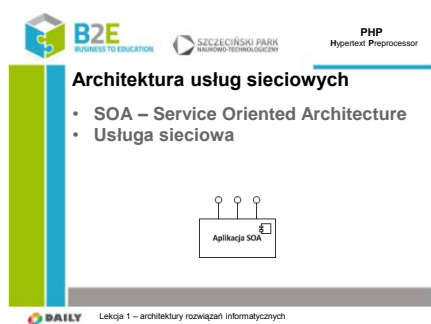 B2E
BUSINESS TO EDUCATION
SZCZECIŃSKI PARK
NAUKOWO-TECHNOLOGICZNY
PHP
Hypertext Preprocessor
Architektura usług sieciowych
• SOA – Service Oriented Architecture
• Usługa sieciowa
Aplikacja SOA
DAILY
Lekcja 1 – architektury rozwiązań informatycznych